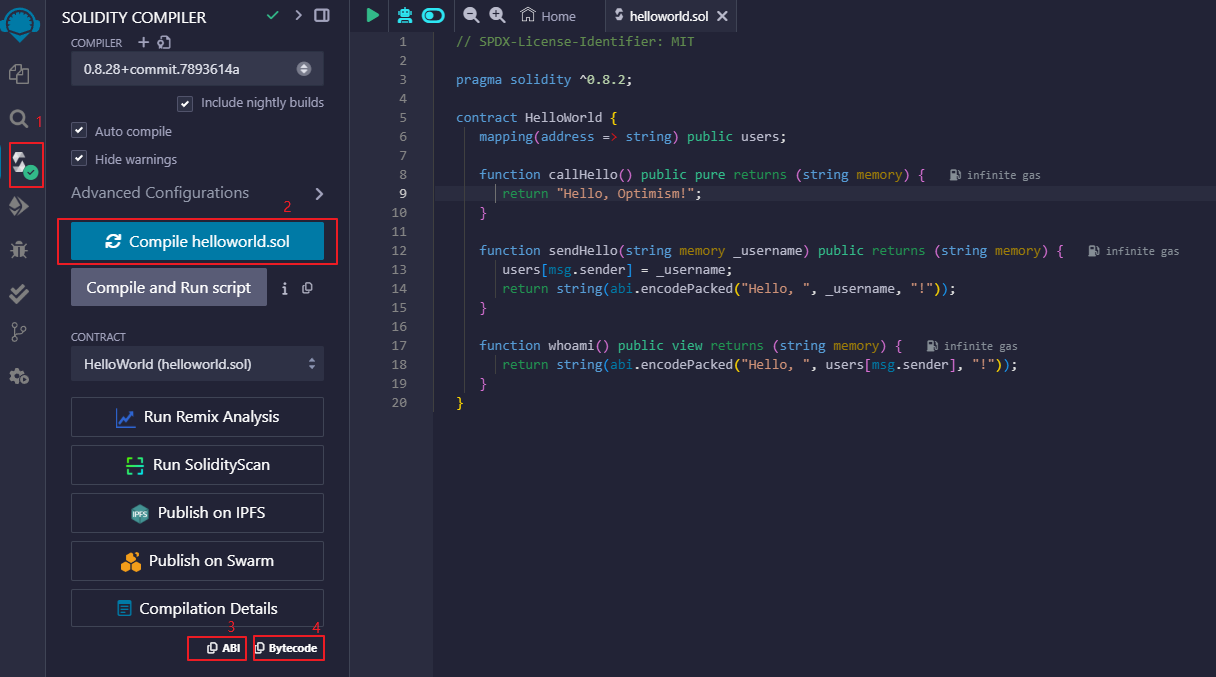 SOLIDITY COMPILER
COMPILER
0.8.28+commit.7893614a
Include nightly builds
1
Auto compile
Hide warnings
Advanced Configurations
2
Compile helloworld.sol
Compile and Run script
i
CONTRACT
HelloWorld (helloworld.sol)
Run Remix Analysis
Run SolidityScan
IPFS
Publish on IPFS
Publish on Swarm
Compilation Details
3
4
ABI
Bytecode
Home
helloworld.sol
1 // SPDX-License-Identifier: MIT
2
3 pragma solidity ^0.8.2;
4
5 contract HelloWorld {
6 mapping(address => string) public users;
7
8 function callHello() public pure returns (string memory) { infinite gas
9 return "Hello, Optimism!";
10 }
11
12 function sendHello(string memory _username) public returns (string memory) { infinite gas
13 users[msg.sender] = _username;
14 return string(abi.encodePacked("Hello, ", _username, "!"));
15 }
16
17 function whoami() public view returns (string memory) { infinite gas
18 return string(abi.encodePacked("Hello, ", users[msg.sender], "!"));
19 }
20 }